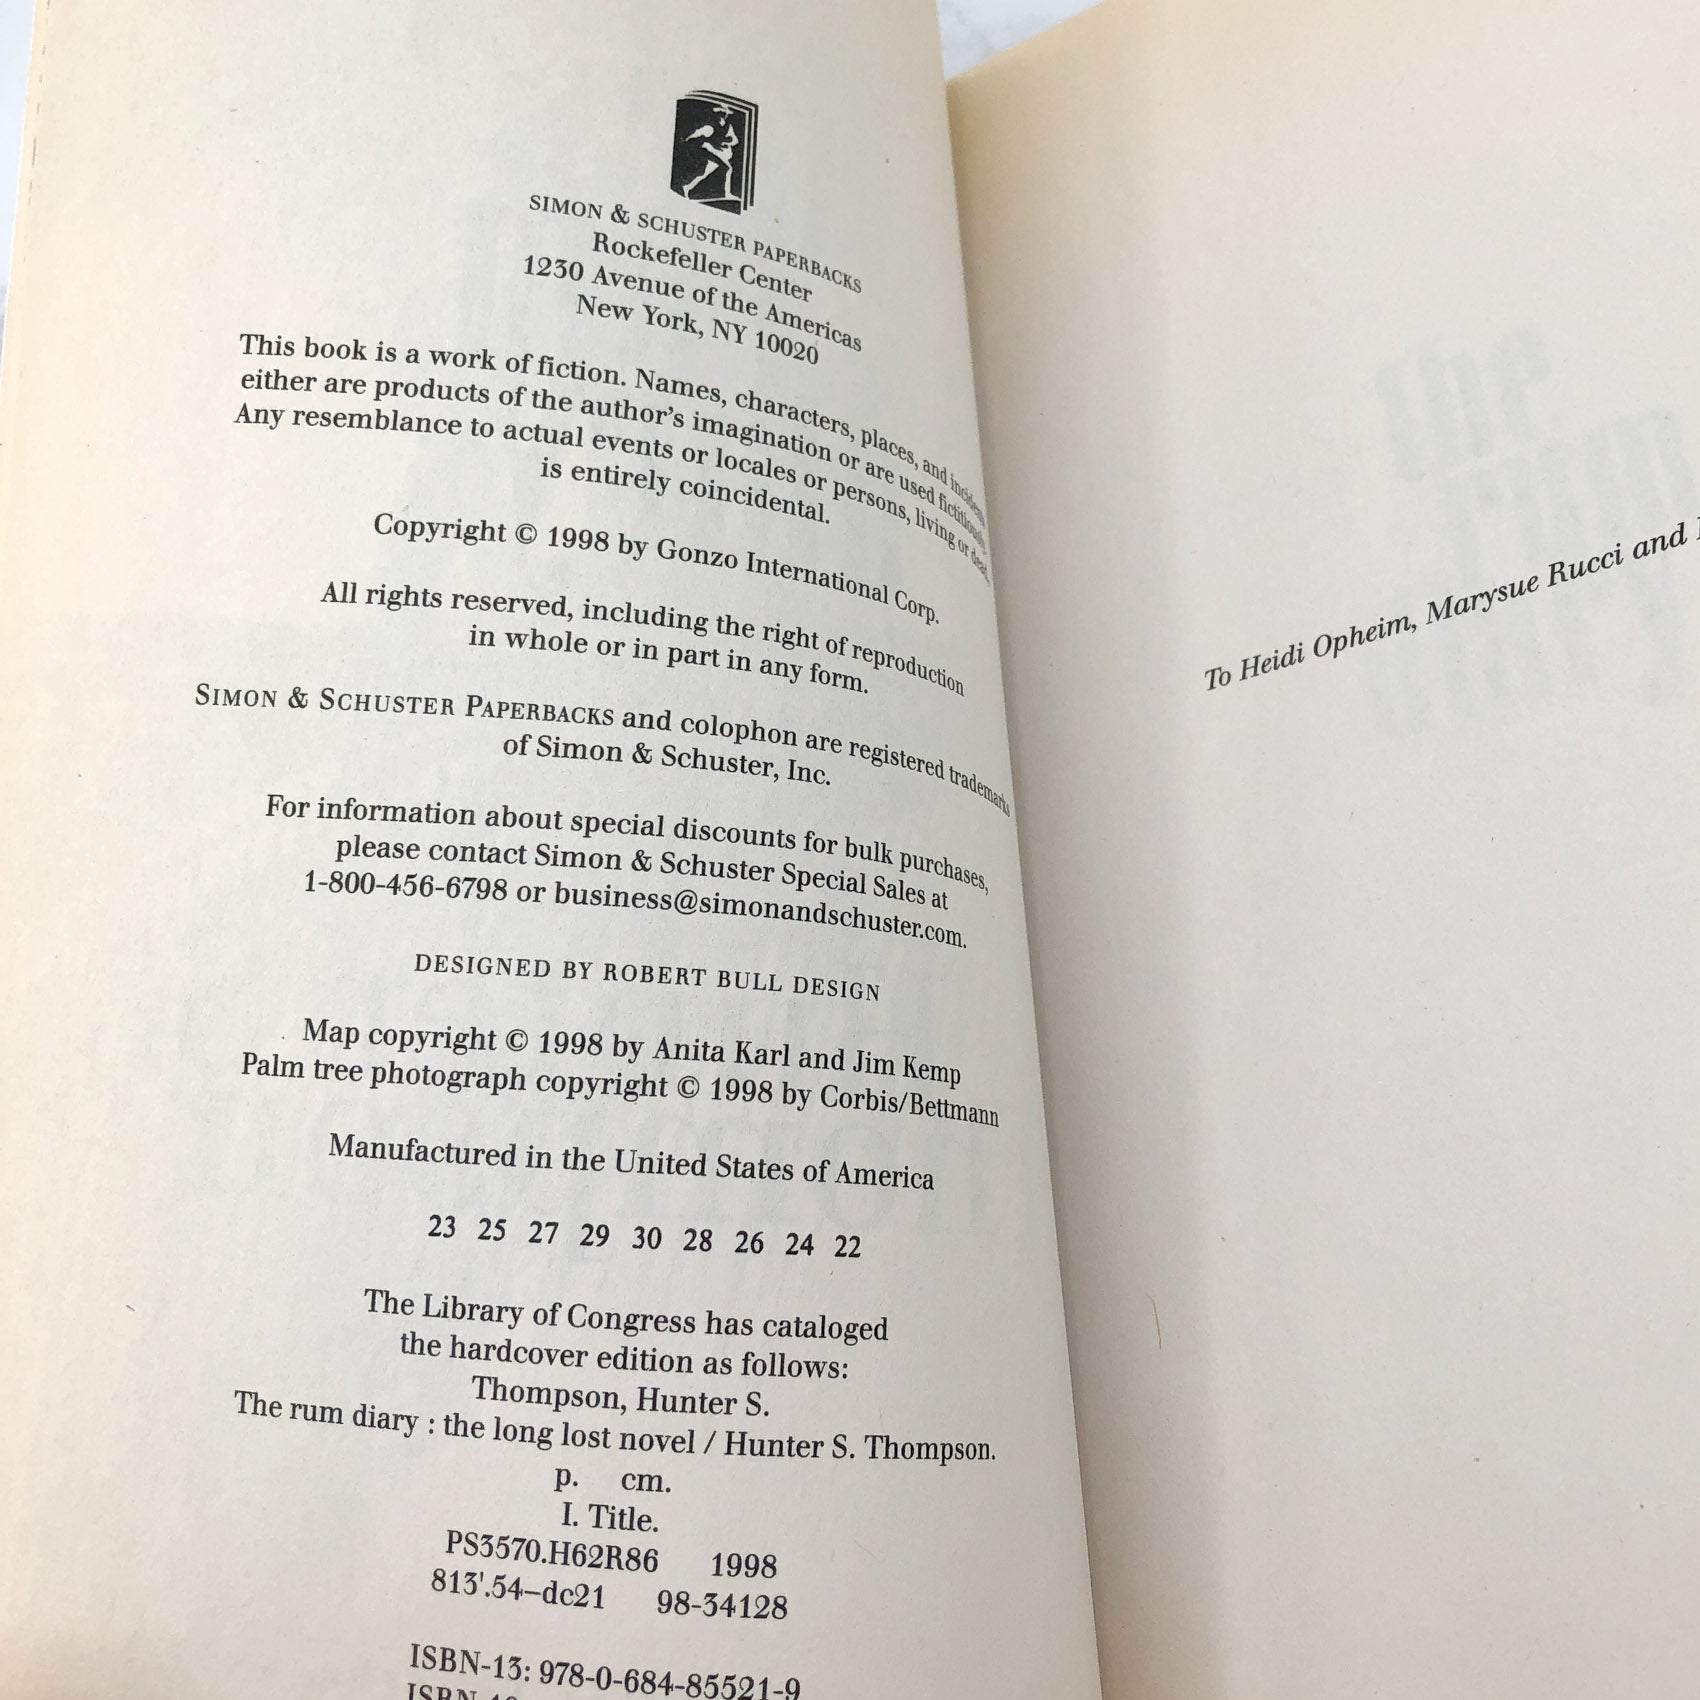 SIMON & SCHUSTER PAPERBACKS
Rockefeller Center
1230 Avenue of the Americas
New York, NY 10020
This book is a work of fiction. Names, characters, places, and incidents
either are products of the author's imagination or are used fictitiously.
Any resemblance to actual events or locales or persons, living or dead,
is entirely coincidental.
Copyright © 1998 by Gonzo International Corp.
All rights reserved, including the right of reproduction
in whole or in part in any form.
SIMON & SCHUSTER PAPERBACKS and colophon are registered trademarks
of Simon & Schuster, Inc.
For information about special discounts for bulk purchases,
please contact Simon & Schuster Special Sales at
1-800-456-6798 or business@simonandschuster.com.
DESIGNED BY ROBERT BULL DESIGN
Map copyright © 1998 by Anita Karl and Jim Kemp
Palm tree photograph copyright © 1998 by Corbis/Bettmann
Manufactured in the United States of America
23 25 27 29 30 28 26 24 22
The Library of Congress has cataloged
the hardcover edition as follows:
Thompson, Hunter S.
The rum diary : the long lost novel / Hunter S. Thompson.
p. cm.
I. Title.
PS3570.H62R86 1998
813'.54–dc21 98-34128
ISBN-13: 978-0-684-85521-9
To Heidi Opheim, Marysue Rucci and